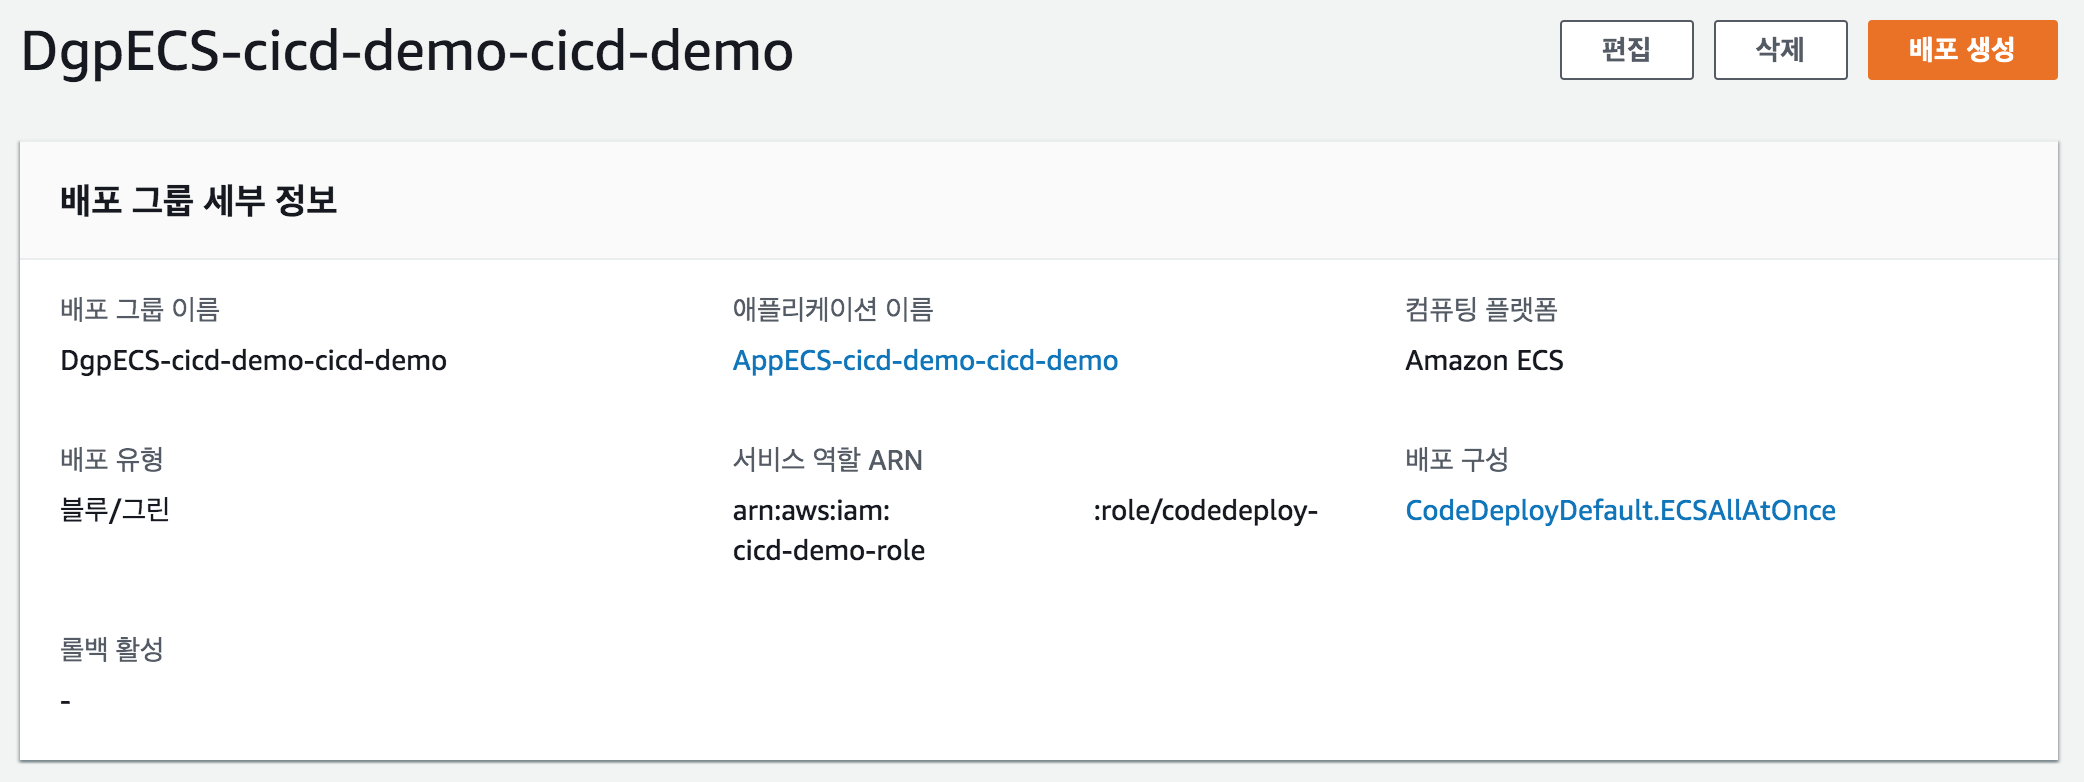 DgpECS-cicd-demo-cicd-demo
편집
삭제
배포 생성
배포 그룹 세부 정보
배포 그룹 이름
DgpECS-cicd-demo-cicd-demo
애플리케이션 이름
AppECS-cicd-demo-cicd-demo
컴퓨팅 플랫폼
Amazon ECS
배포 유형
블루/그린
서비스 역할 ARN
arn:aws:iam: :role/codedeploy-
cicd-demo-role
배포 구성
CodeDeployDefault.ECSAllAtOnce
롤백 활성
-